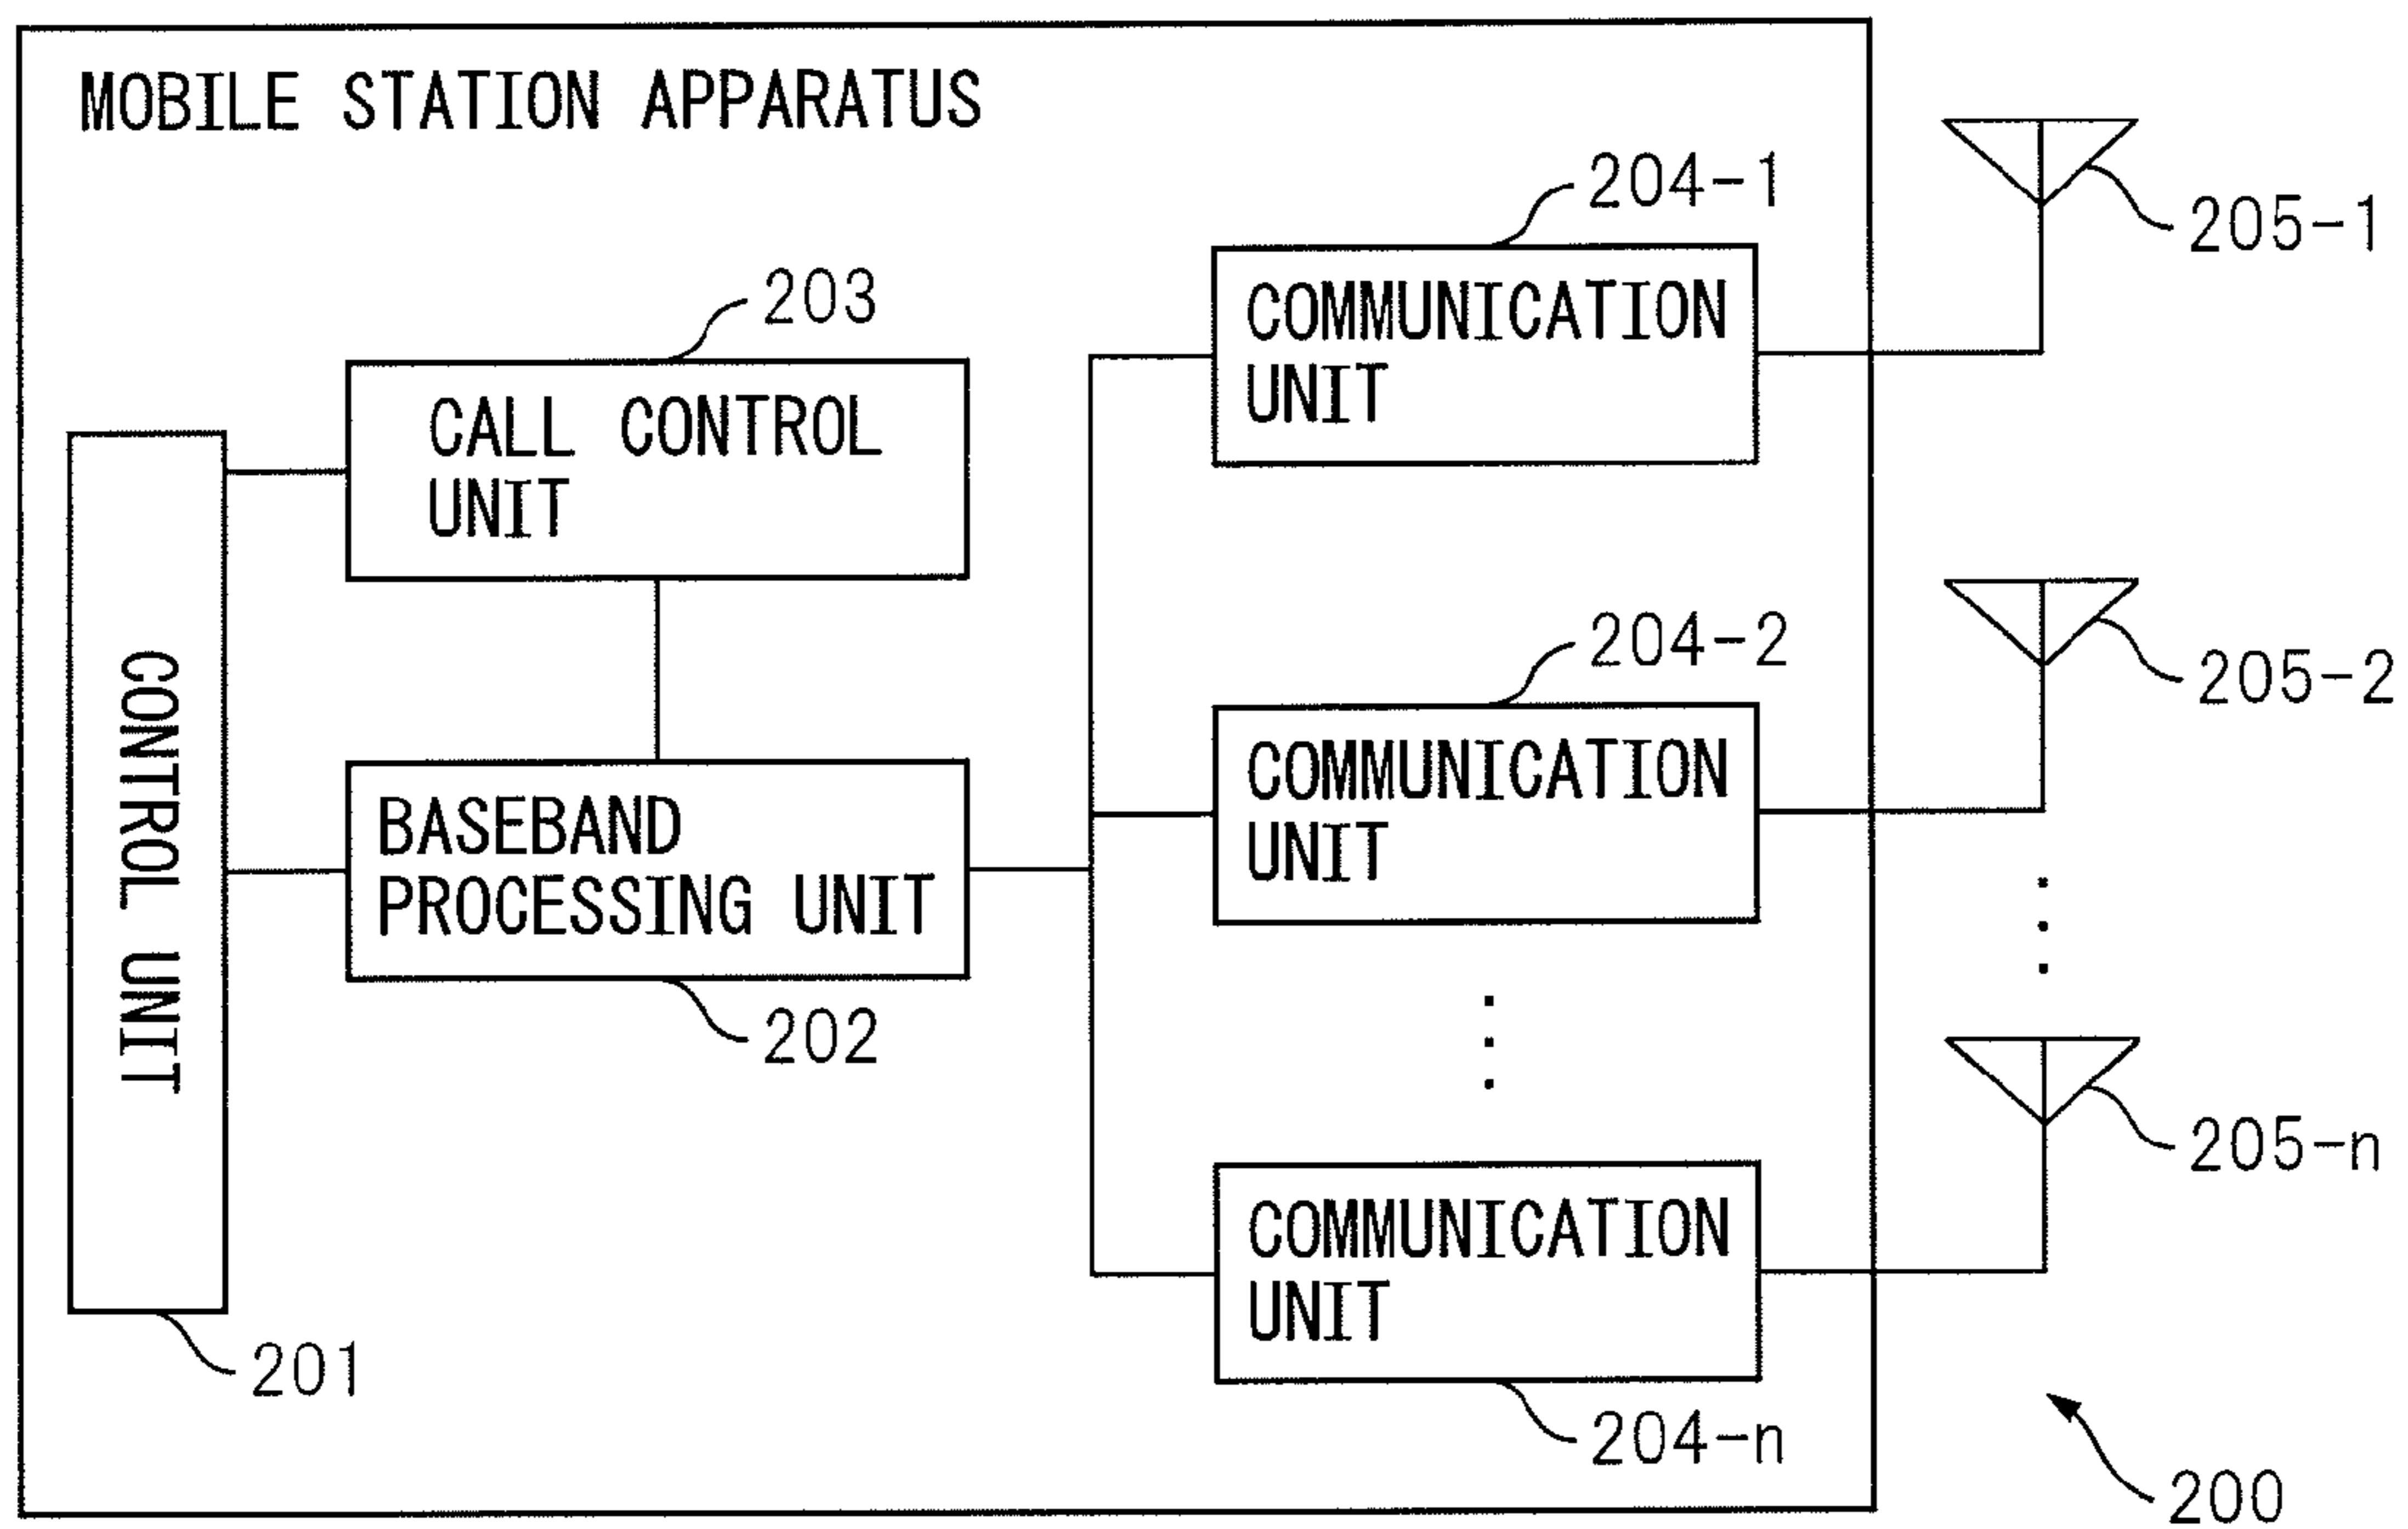 MOBILE STATION APPARATUS
204-1
205-1
203
COMMUNICATION
UNIT
CALL CONTROL
UNIT
204-2
205-2
CONTROL UNIT
COMMUNICATION
UNIT
BASEBAND
PROCESSING UNIT
202
205-n
COMMUNICATION
UNIT
201
204-n
200